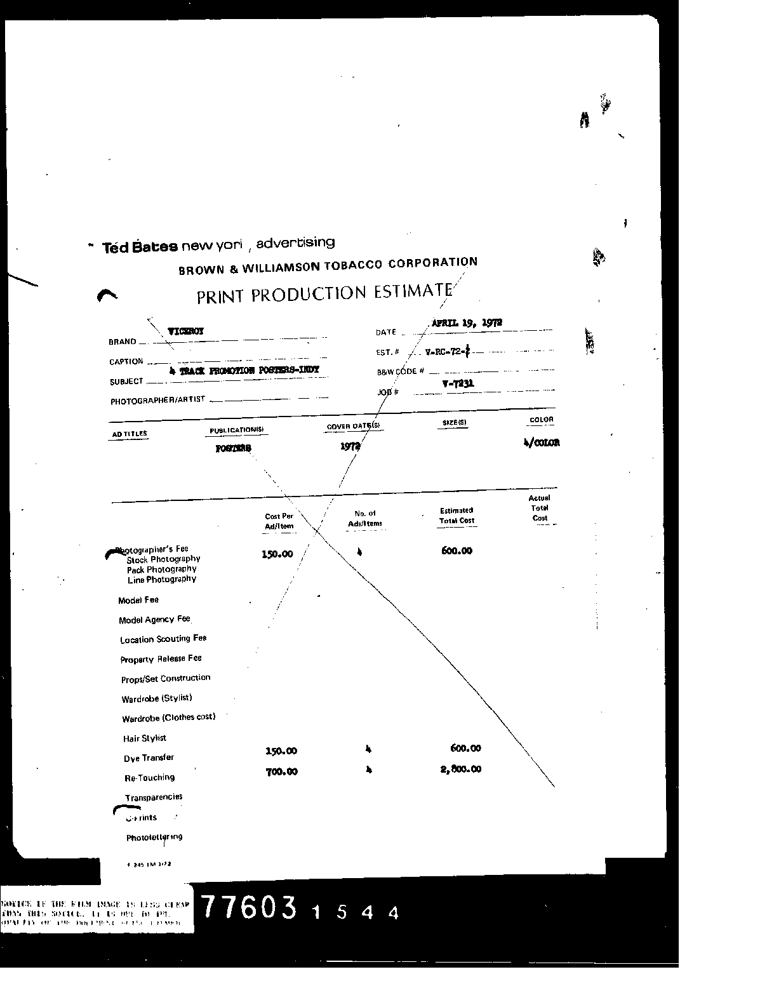 Ted Bates new yor , advertising
BROWN & WILLIAMSON TOBACCO CORPORATION
PRINT PRODUCTION ESTIMATE
BRAND VICEROY DATE APRIL 19, 1972
CAPTION EST. # V-RC-72-
SUBJECT 4 TRACK PROMOTION POSTERS-INDY B&W CODE #
PHOTOGRAPHER/ARTIST JOB # V-7231
AD TITLES PUBLICATION(S) COVER DATE(S) SIZE(S) COLOR
POSTERS 1972 4/COLOR
Cost Per Ad/Item No. of Ads/Items Estimated Total Cost Actual Total Cost
Photographer's Fee 150.00 4 600.00
Stock Photography
Pack Photography
Line Photography
Model Fee
Model Agency Fee
Location Scouting Fee
Property Release Fee
Props/Set Construction
Wardrobe (Stylist)
Wardrobe (Clothes cost)
Hair Stylist
Dye Transfer 150.00 4 600.00
Re-Touching 700.00 4 2,800.00
Transparencies
C-Prints
Photolettering
F 245 1M 1/72
NOTICE IF THE FILM IMAGE IS LESS CLEAR
THAN THIS NOTICE, IT IS DUE TO THE
QUALITY OF THE DOCUMENT BEING FILMED
77603 1544